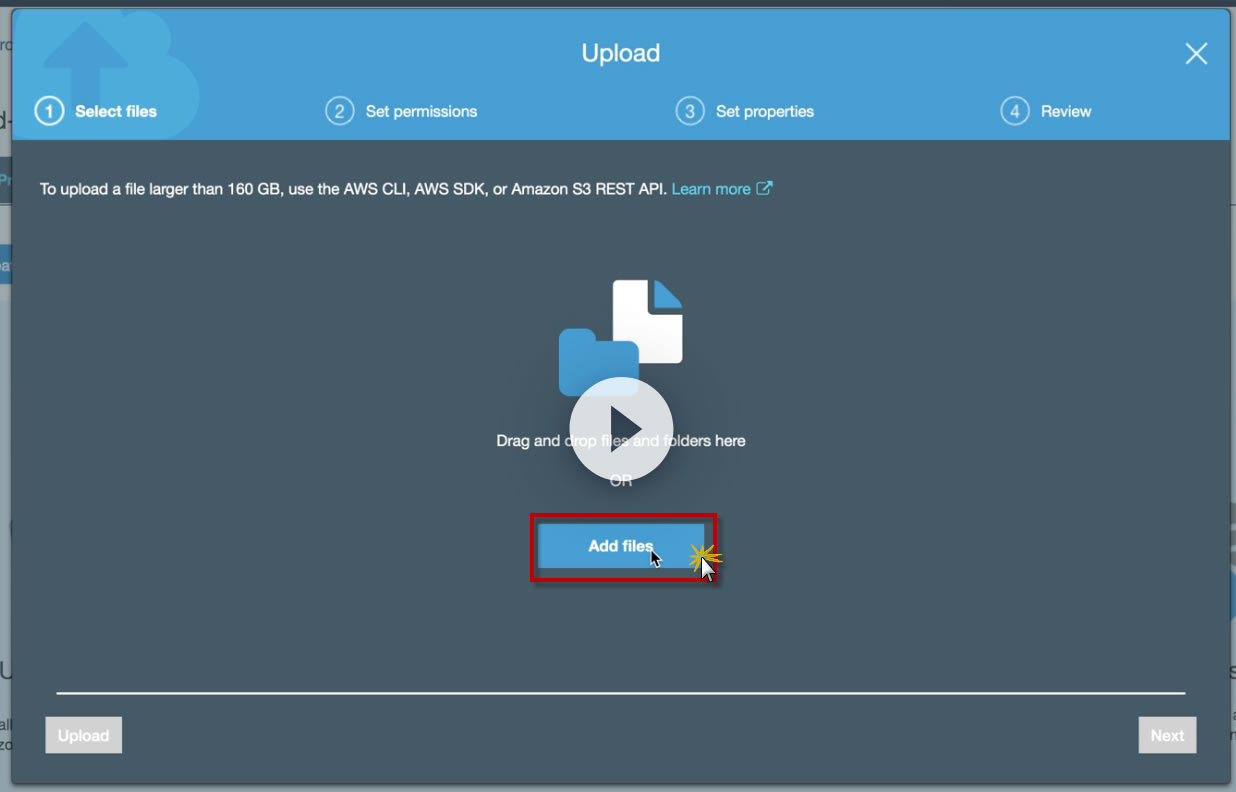 Upload
1 Select files
2 Set permissions
3 Set properties
4 Review
To upload a file larger than 160 GB, use the AWS CLI, AWS SDK, or Amazon S3 REST API. Learn more
Drag and drop files and folders here
OR
Add files
Upload
Next